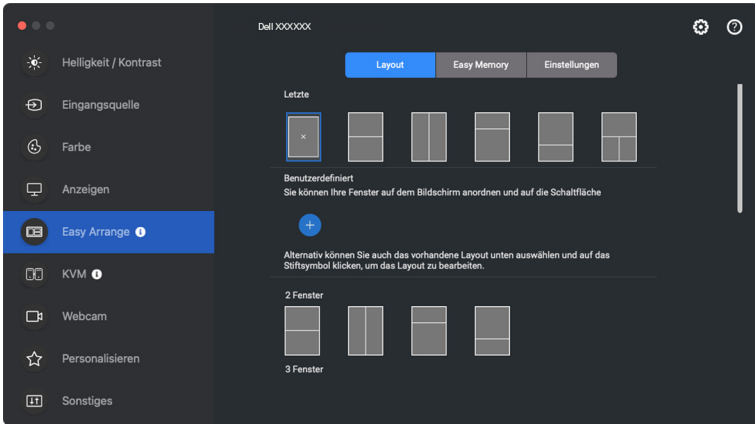 Dell XXXXXX
Helligkeit / Kontrast
Eingangsquelle
Farbe
Anzeigen
Easy Arrange
KVM
Webcam
Personalisieren
Sonstiges
Layout
Easy Memory
Einstellungen
Letzte
Benutzerdefiniert
Sie können Ihre Fenster auf dem Bildschirm anordnen und auf die Schaltfläche
Alternativ können Sie auch das vorhandene Layout unten auswählen und auf das
Stiftsymbol klicken, um das Layout zu bearbeiten.
2 Fenster
3 Fenster